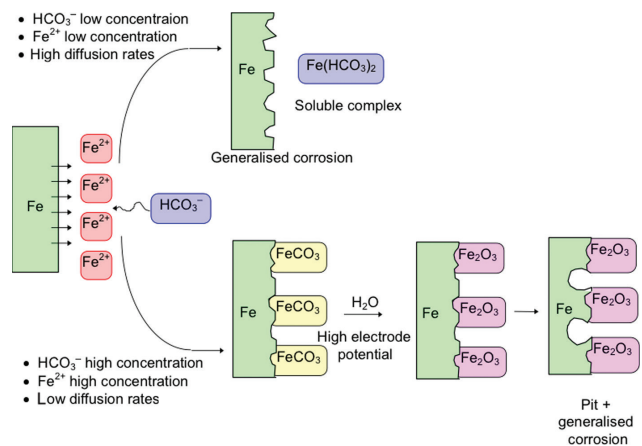 • HCO₃⁻ low concentraion
• Fe²⁺ low concentration
• High diffusion rates
Fe
Fe(HCO₃)₂
Soluble complex
Generalised corrosion
Fe
Fe²⁺
Fe²⁺
Fe²⁺
Fe²⁺
HCO₃⁻
• HCO₃⁻ high concentration
• Fe²⁺ high concentration
• Low diffusion rates
Fe
FeCO₃
FeCO₃
FeCO₃
H₂O
High electrode
potential
Fe
Fe₂O₃
Fe₂O₃
Fe₂O₃
Fe
Fe₂O₃
Fe₂O₃
Fe₂O₃
Pit +
generalised
corrosion